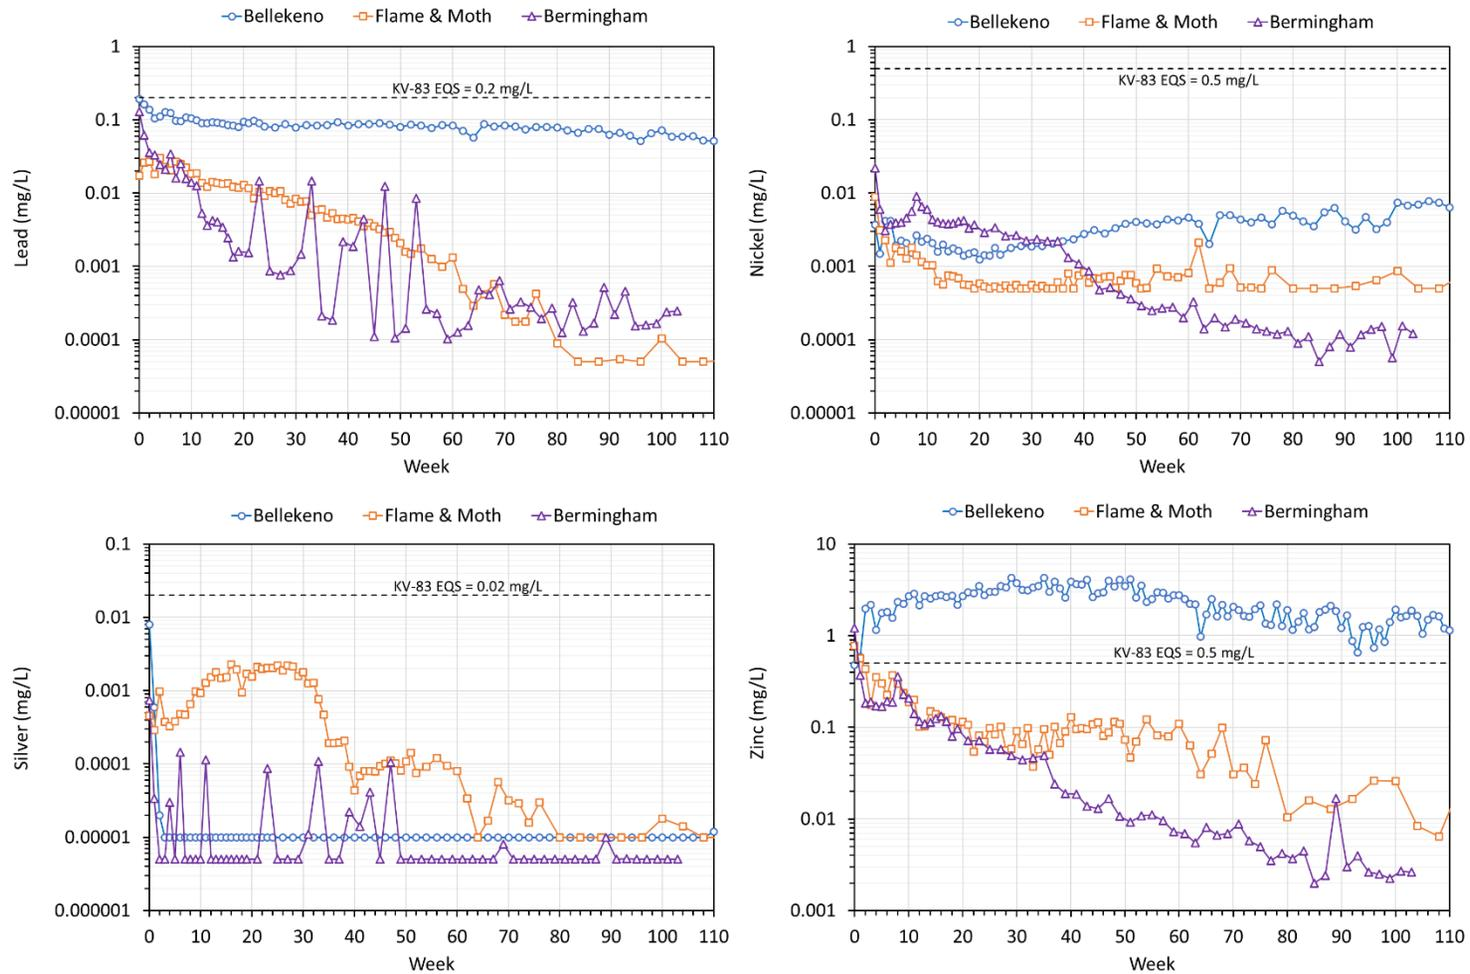 Bellekeno Flame & Moth Bermingham
1
0.1
0.01
0.001
0.0001
0.00001
KV-83 EQS = 0.2 mg/L
Lead (mg/L)
0 10 20 30 40 50 60 70 80 90 100 110
Week
Bellekeno Flame & Moth Bermingham
1
0.1
0.01
0.001
0.0001
0.00001
KV-83 EQS = 0.5 mg/L
Nickel (mg/L)
0 10 20 30 40 50 60 70 80 90 100 110
Week
Bellekeno Flame & Moth Bermingham
0.1
0.01
0.001
0.0001
0.00001
0.000001
KV-83 EQS = 0.02 mg/L
Silver (mg/L)
0 10 20 30 40 50 60 70 80 90 100 110
Week
Bellekeno Flame & Moth Bermingham
10
1
0.1
0.01
0.001
KV-83 EQS = 0.5 mg/L
Zinc (mg/L)
0 10 20 30 40 50 60 70 80 90 100 110
Week